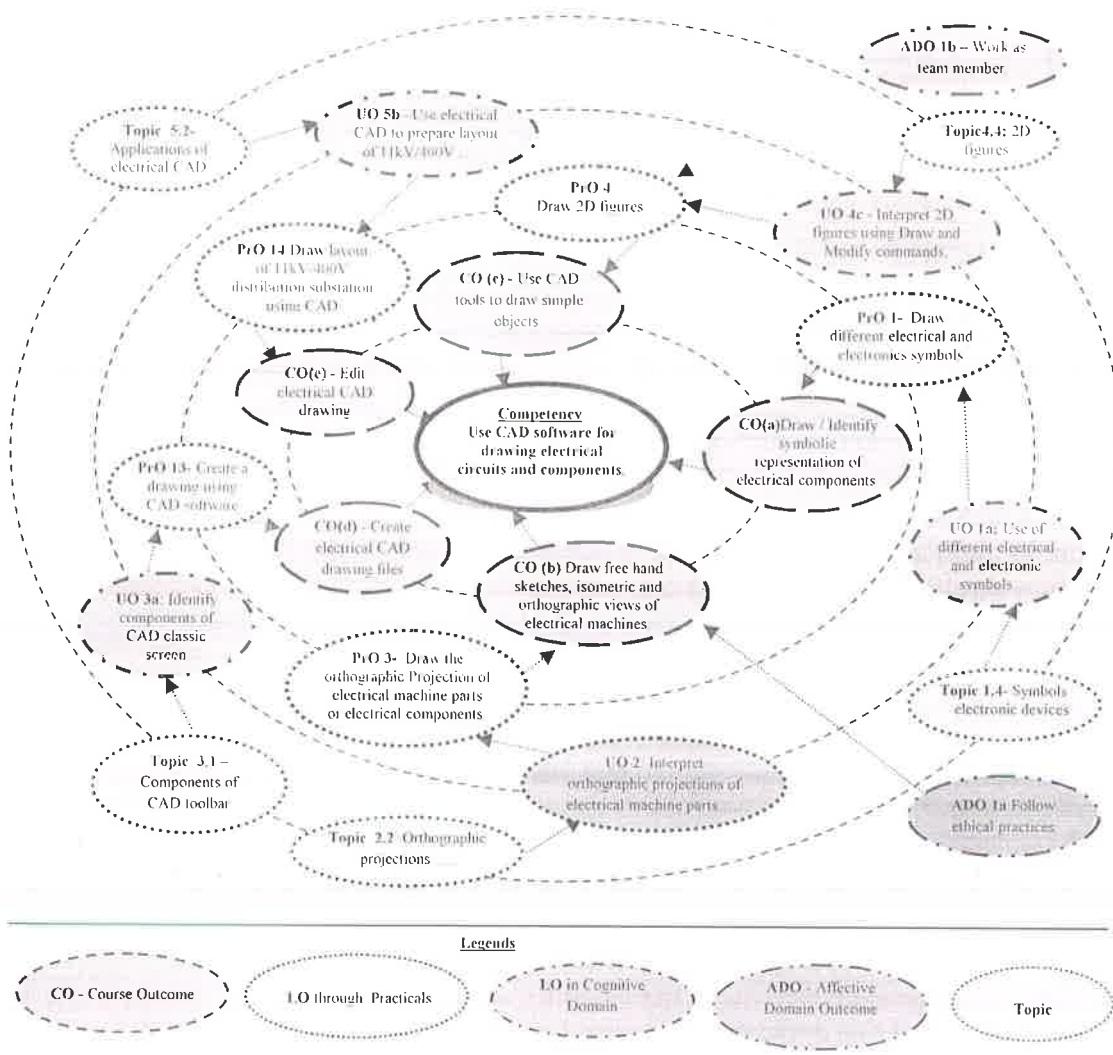 ADO 1b – Work as
team member
UO 5b – Use electrical
CAD to prepare layout
of 11kV/400V ...
Topic 5.2-
Applications of
electrical CAD
Topic4.4: 2D
figures
PrO 4
Draw 2D figures
UO 4c - Interpret 2D
figures using Draw and
Modify commands.
PrO 14 Draw layout
of 11kV/400V
distribution substation
using CAD
CO (c) - Use CAD
tools to draw simple
objects
PrO 1- Draw
different electrical and
electronics symbols
CO(e) - Edit
electrical CAD
drawing
Competency
Use CAD software for
drawing electrical
circuits and components.
CO(a)Draw / Identify
symbolic
representation of
electrical components
PrO 13- Create a
drawing using
CAD software
CO(d) - Create
electrical CAD
drawing files
CO (b) Draw free hand
sketches, isometric and
orthographic views of
electrical machines
UO 1a: Use of
different electrical
and electronic
symbols
UO 3a: Identify
components of
CAD classic
screen
PrO 3- Draw the
orthographic Projection of
electrical machine parts
or electrical components
Topic 1.4- Symbols
electronic devices
Topic 3.1 –
Components of
CAD toolbar
UO 2 Interpret
orthographic projections of
electrical machine parts
ADO 1a Follow
ethical practices
Topic 2.2 Orthographic
projections
Legends
CO - Course Outcome
LO through Practicals
LO in Cognitive
Domain
ADO - Affective
Domain Outcome
Topic